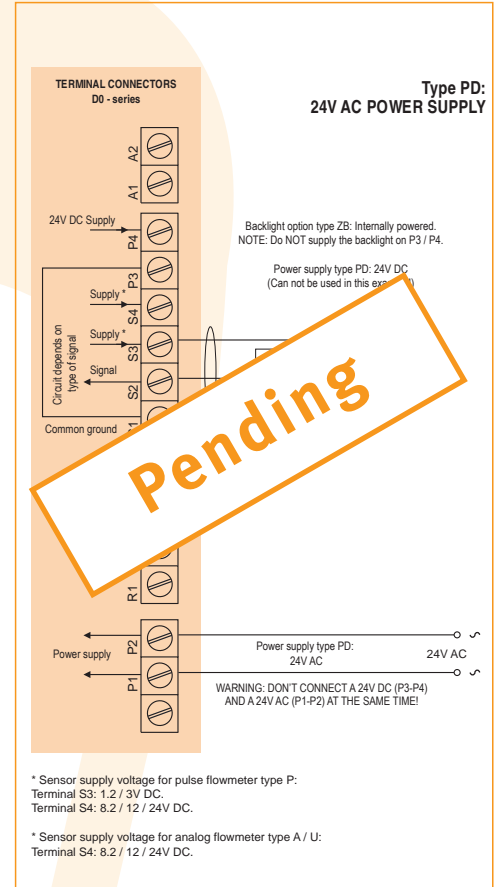 TERMINAL CONNECTORS
D0 - series
Type PD:
24V AC POWER SUPPLY
A2
A1
24V DC Supply
P4
Backlight option type ZB: Internally powered.
NOTE: Do NOT supply the backlight on P3 / P4.
P3
Power supply type PD: 24V DC
(Can not be used in this
Supply *
S4
Supply *
S3
Circuit depends on
type of signal
Signal
S2
Common ground
Pending
R1
P2
Power supply
Power supply type PD:
24V AC
24V AC
P1
WARNING: DON'T CONNECT A 24V DC (P3-P4)
AND A 24V AC (P1-P2) AT THE SAME TIME!
* Sensor supply voltage for pulse flowmeter type P:
Terminal S3: 1.2 / 3V DC.
Terminal S4: 8.2 / 12 / 24V DC.
* Sensor supply voltage for analog flowmeter type A / U:
Terminal S4: 8.2 / 12 / 24V DC.